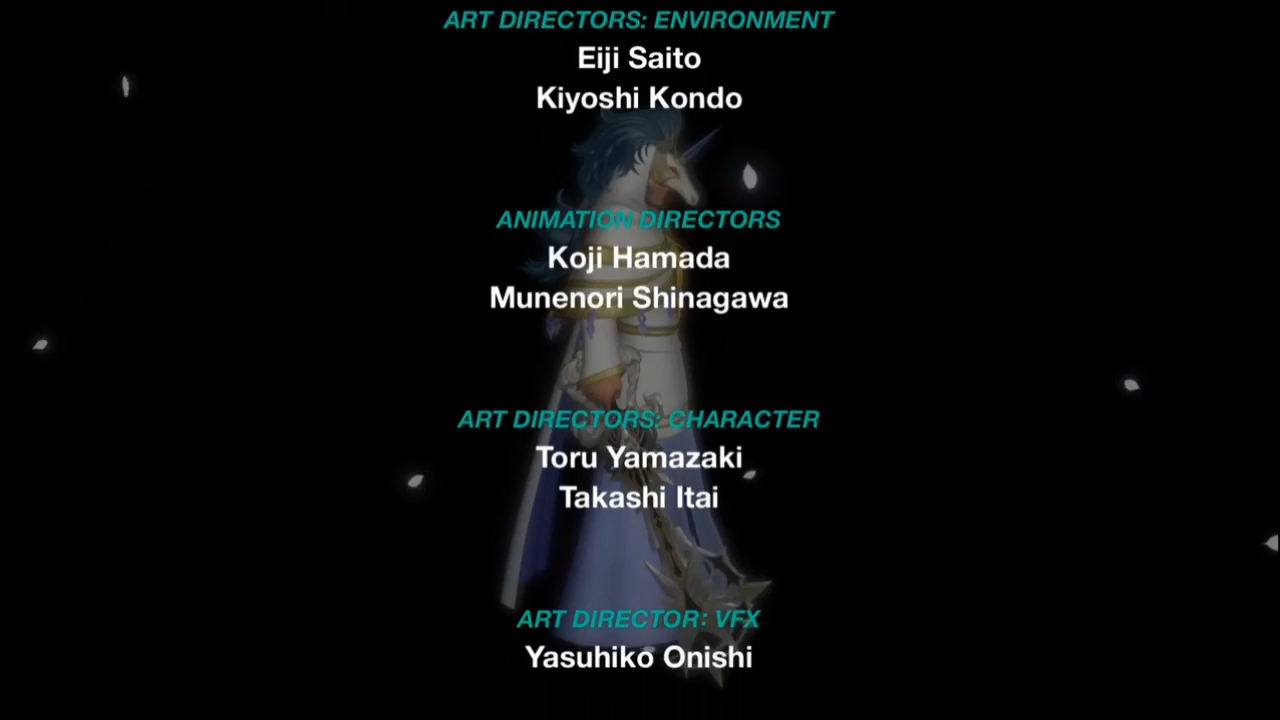 ART DIRECTORS: ENVIRONMENT
Eiji Saito
Kiyoshi Kondo
ANIMATION DIRECTORS
Koji Hamada
Munenori Shinagawa
ART DIRECTORS: CHARACTER
Toru Yamazaki
Takashi Itai
ART DIRECTOR: VFX
Yasuhiko Onishi